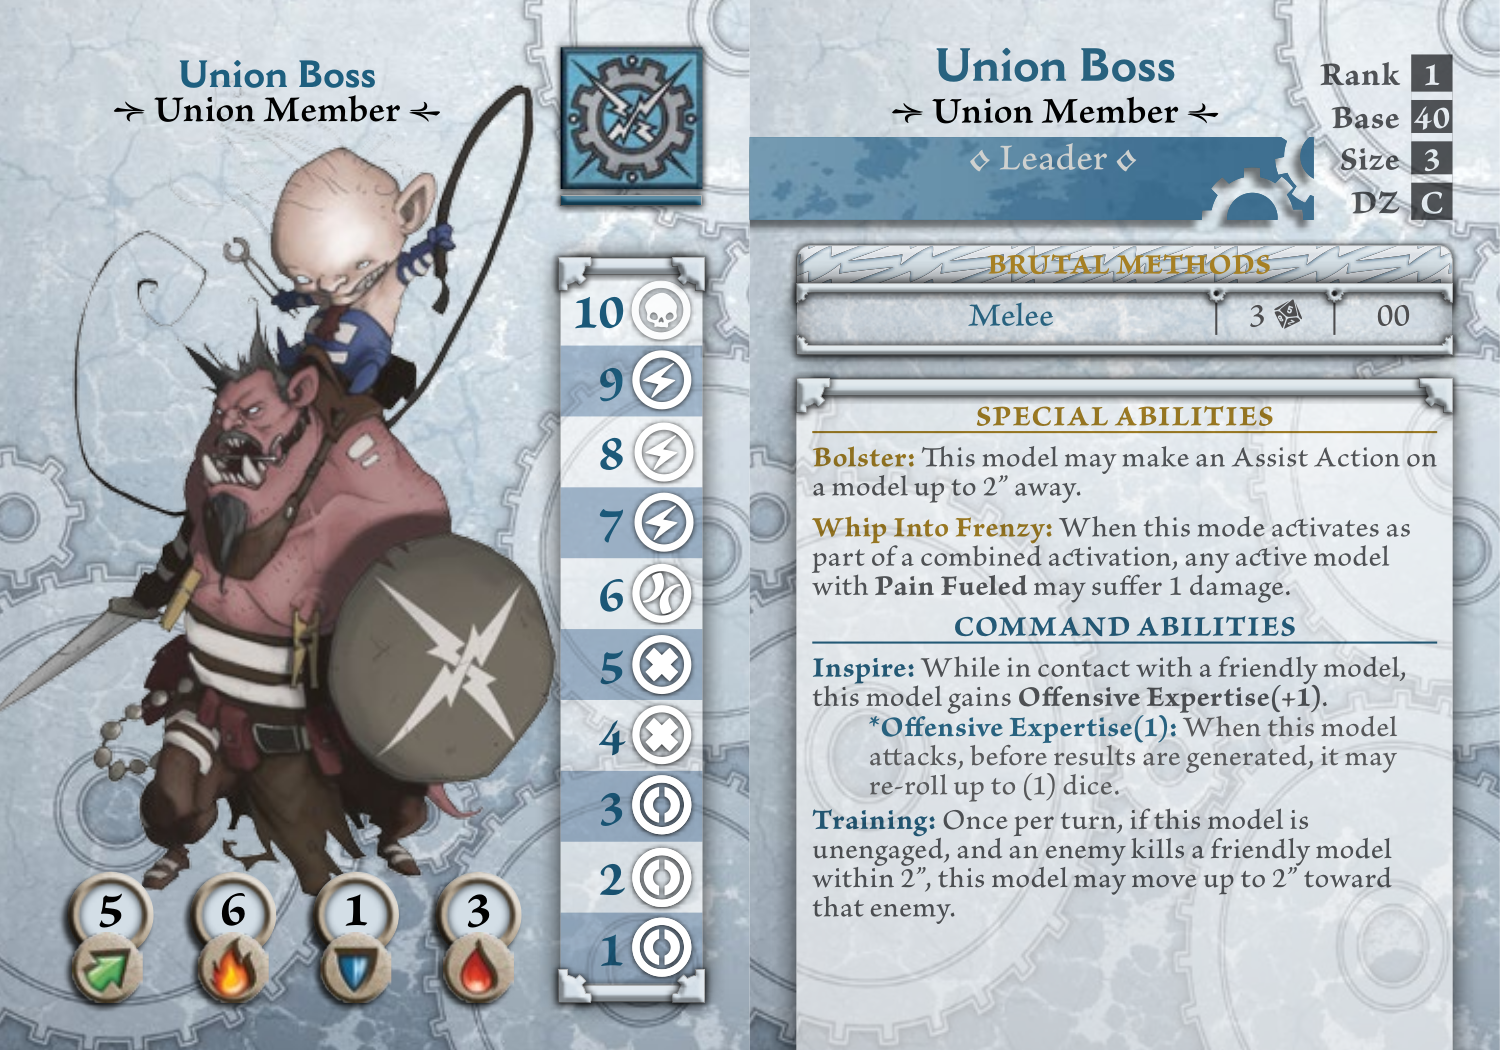 Union Boss
Union Member
10
9
8
7
6
5
4
3
2
1
5 6 1 3
Union Boss
Union Member
Leader
Rank 1
Base 40
Size 3
DZ C
BRUTAL METHODS
Melee 3 00
SPECIAL ABILITIES
Bolster: This model may make an Assist Action on
a model up to 2” away.
Whip Into Frenzy: When this mode activates as
part of a combined activation, any active model
with Pain Fueled may suffer 1 damage.
COMMAND ABILITIES
Inspire: While in contact with a friendly model,
this model gains Offensive Expertise(+1).
*Offensive Expertise(1): When this model
attacks, before results are generated, it may
re-roll up to (1) dice.
Training: Once per turn, if this model is
unengaged, and an enemy kills a friendly model
within 2”, this model may move up to 2” toward
that enemy.